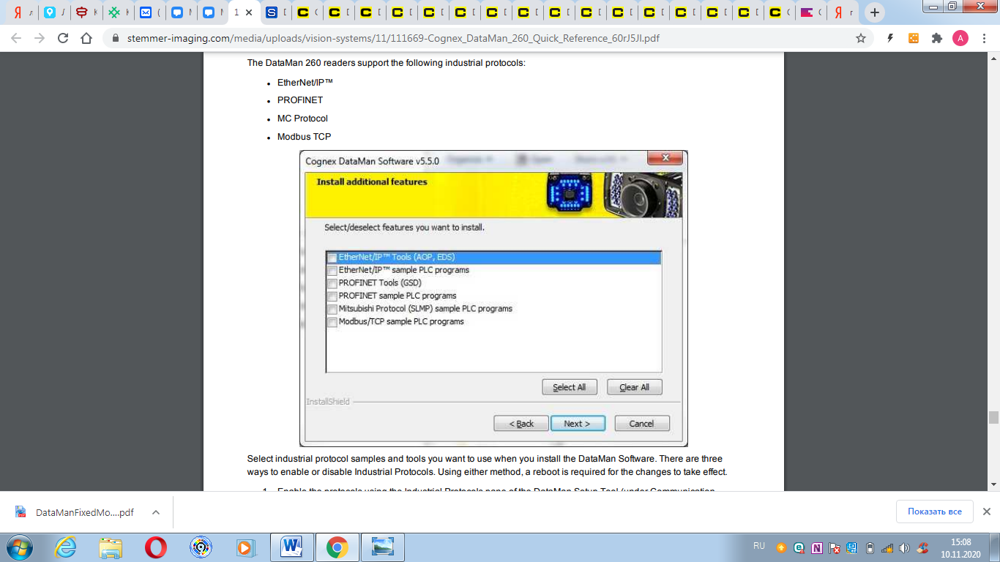 1
stemmer-imaging.com/media/uploads/vision-systems/11/111669-Cognex_DataMan_260_Quick_Reference_60rJ5Jl.pdf
A
The DataMan 260 readers support the following industrial protocols:
• EtherNet/IP™
• PROFINET
• MC Protocol
• Modbus TCP
Cognex DataMan Software v5.5.0
Install additional features
Select/deselect features you want to install.
EtherNet/IP™ Tools (AOP, EDS)
EtherNet/IP™ sample PLC programs
PROFINET Tools (GSD)
PROFINET sample PLC programs
Mitsubishi Protocol (SLMP) sample PLC programs
Modbus/TCP sample PLC programs
Select All
Clear All
InstallShield
< Back
Next >
Cancel
Select industrial protocol samples and tools you want to use when you install the DataMan Software. There are three
ways to enable or disable Industrial Protocols. Using either method, a reboot is required for the changes to take effect.
1. Enable the protocols using the Industrial Protocols pane of the DataMan Setup Tool (under Communication
DataManFixedMo....pdf
Показать все
RU
15:08
10.11.2020